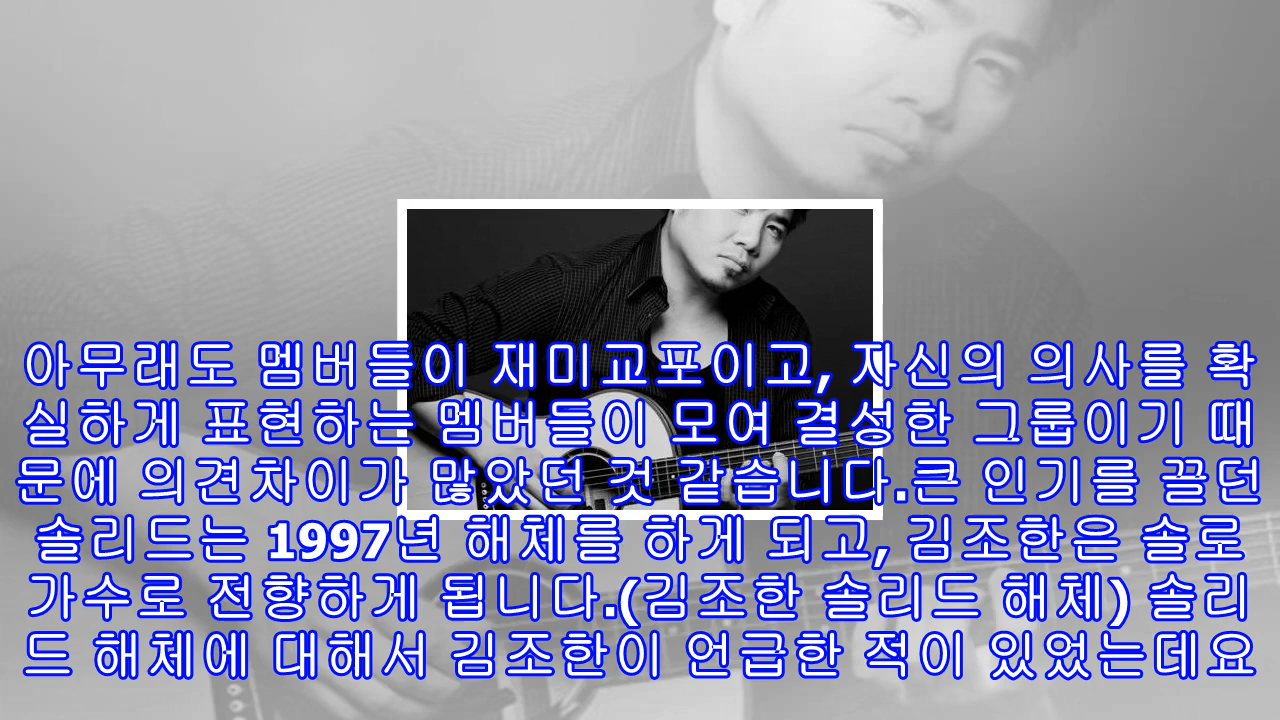 아무래도 멤버들이 재미교포이고, 자신의 의사를 확
실하게 표현하는 멤버들이 모여 결성한 그룹이기 때
문에 의견차이가 많았던 것 같습니다.큰 인기를 끌던
솔리드는 1997년 해체를 하게 되고, 김조한은 솔로
가수로 전향하게 됩니다.(김조한 솔리드 해체) 솔리
드 해체에 대해서 김조한이 언급한 적이 있었는데요